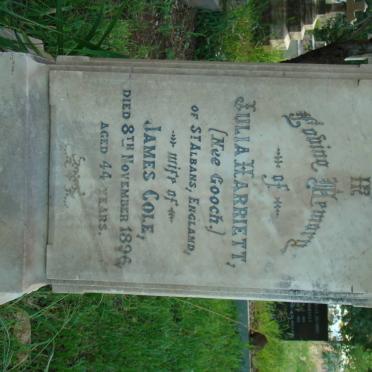 IN
Loving Memory
of
JULIA HARRIETT,
(Nee Gooch,)
OF ST ALBANS, ENGLAND,
wife of
JAMES COLE,
DIED 8TH NOVEMBER 1896,
AGED 44 YEARS.